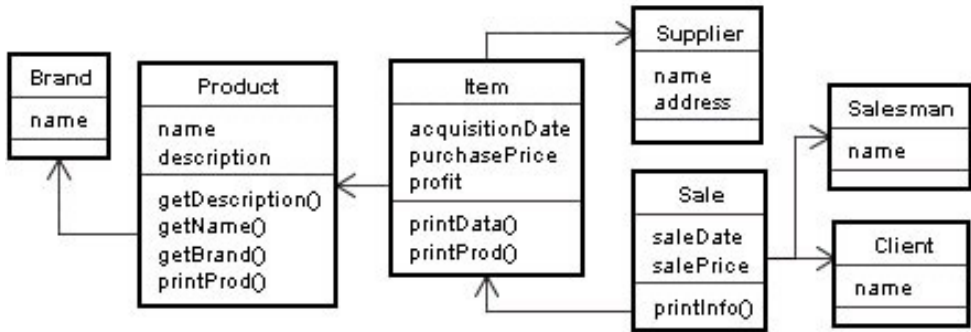 Brand
name
Product
name
description
getDescription()
getName()
getBrand()
printProd()
Item
acquisitionDate
purchasePrice
profit
printData()
printProd()
Supplier
name
address
Sale
saleDate
salePrice
printInfo()
Salesman
name
Client
name